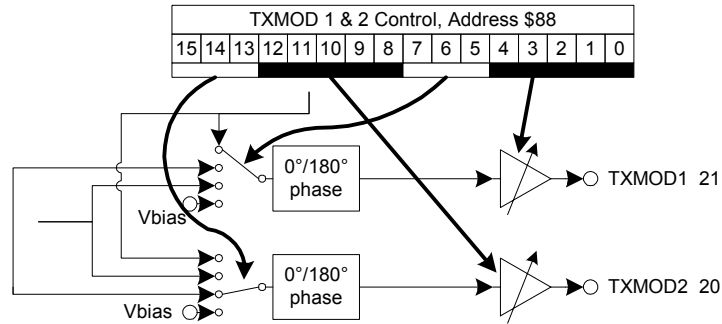 TXMOD 1 & 2 Control, Address $88
15 14 13 12 11 10 9 8 7 6 5 4 3 2 1 0
0°/180°
phase
TXMOD1 21
Vbias
0°/180°
phase
TXMOD2 20
Vbias